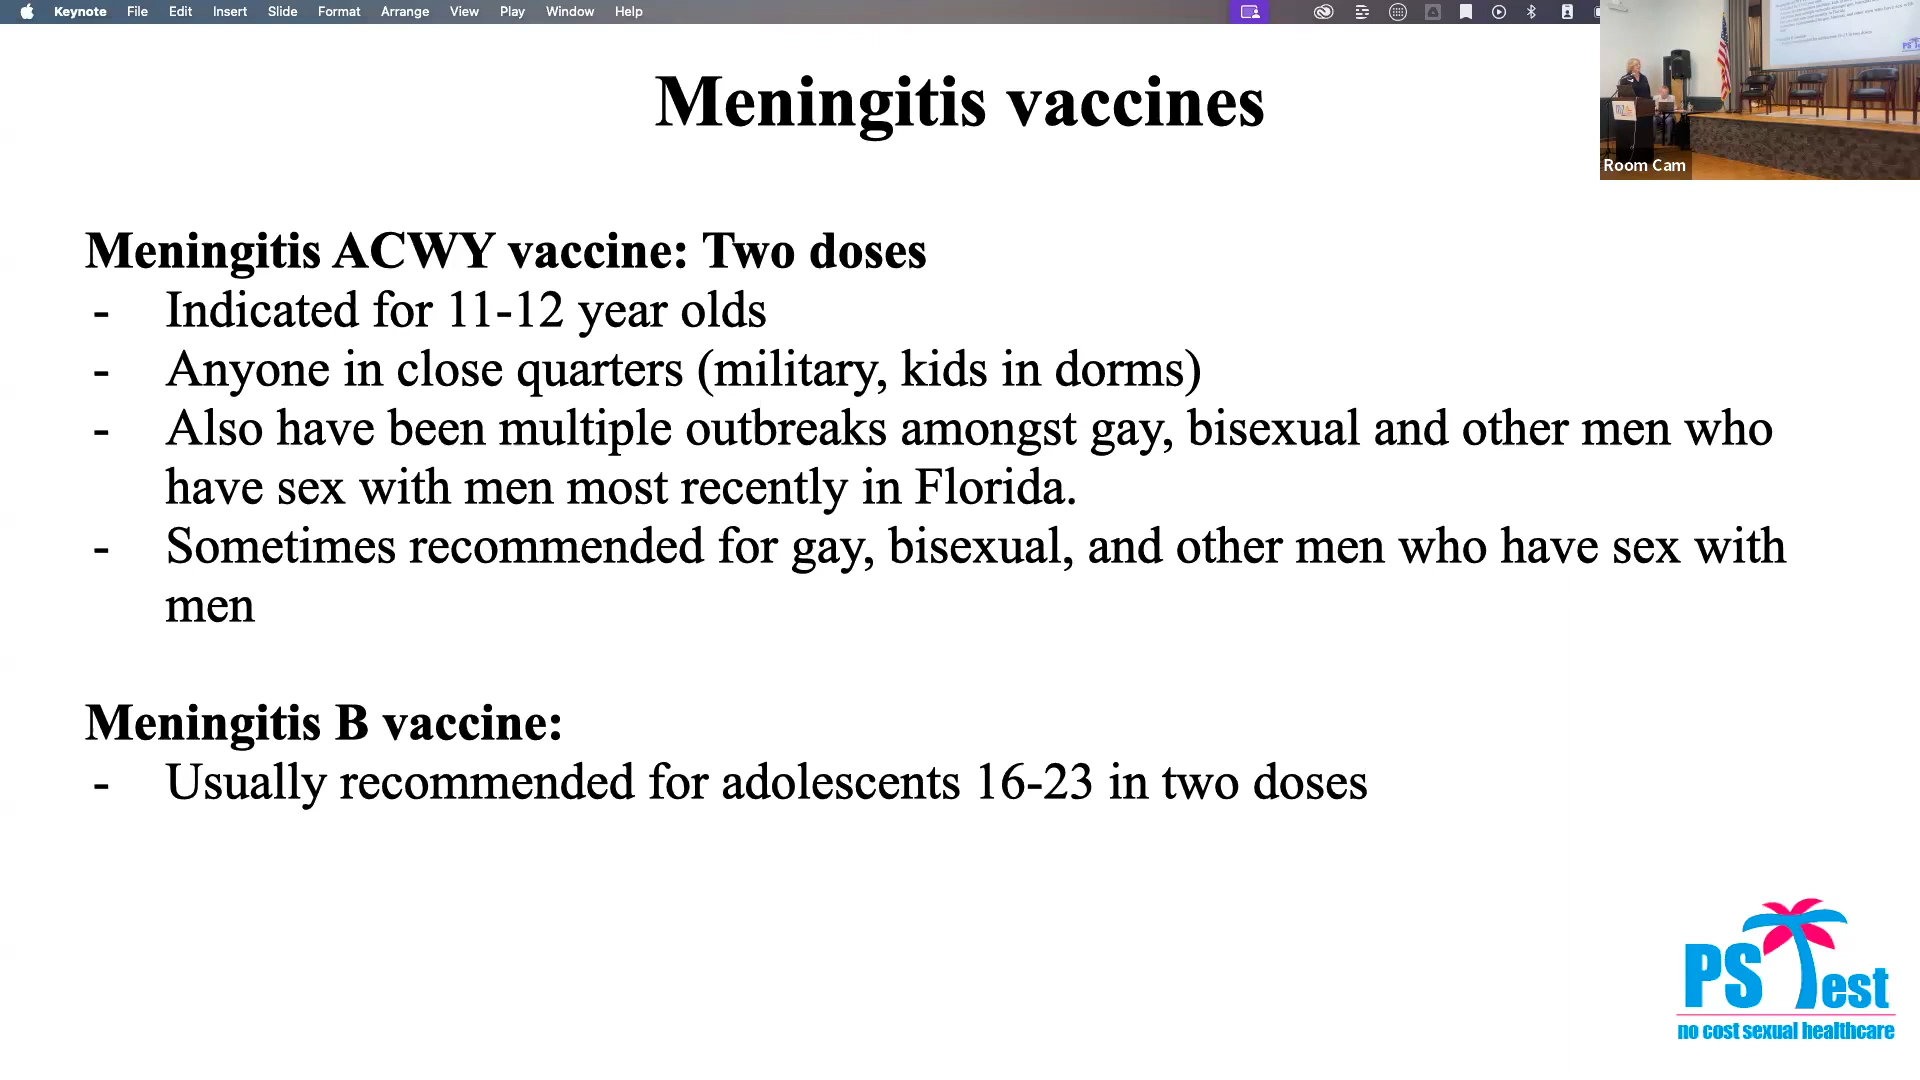 Keynote File Edit Insert Slide Format Arrange View Play Window Help
Meningitis vaccines
Room Cam
Meningitis ACWY vaccine: Two doses
- Indicated for 11-12 year olds
- Anyone in close quarters (military, kids in dorms)
- Also have been multiple outbreaks amongst gay, bisexual and other men who
have sex with men most recently in Florida.
- Sometimes recommended for gay, bisexual, and other men who have sex with
men
Meningitis B vaccine:
- Usually recommended for adolescents 16-23 in two doses
PS Test
no cost sexual healthcare